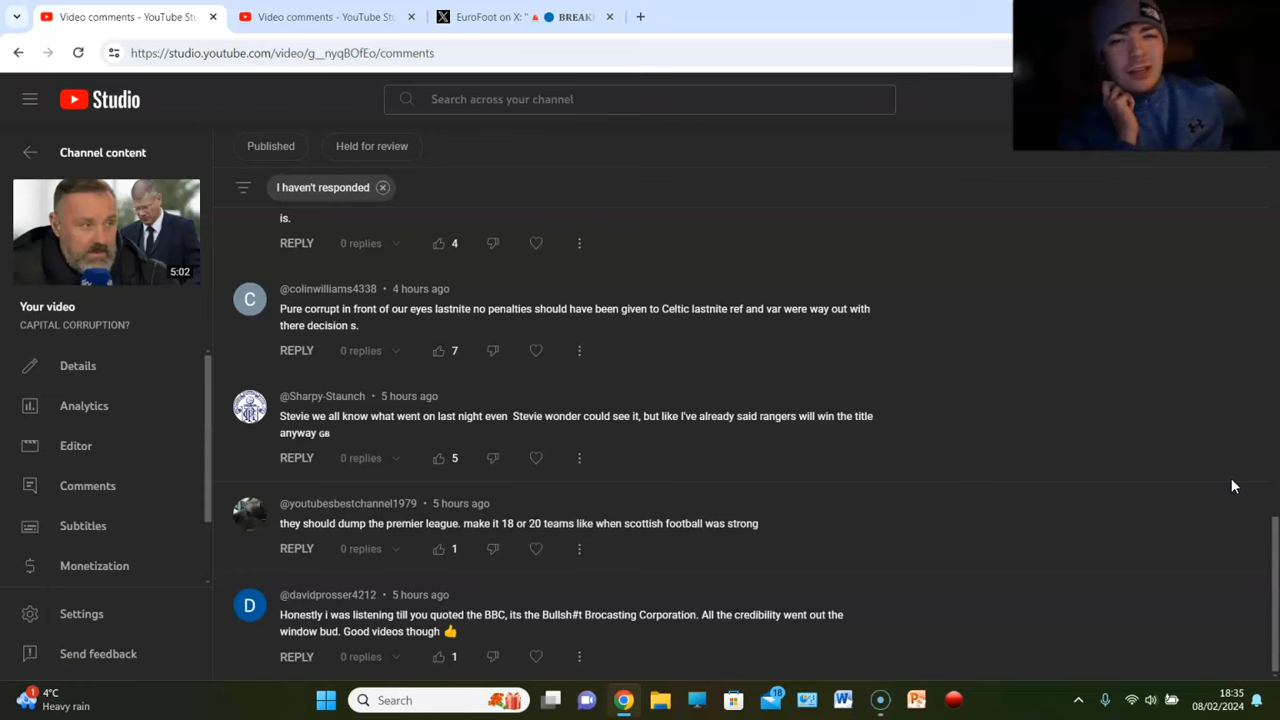 Video comments - YouTube St
Video comments - YouTube St
EuroFoot on X: "🔺🔵 BREAK
https://studio.youtube.com/video/g__nyqBOfEo/comments
Studio
Search across your channel
Channel content
5:02
Your video
CAPITAL CORRUPTION?
Details
Analytics
Editor
Comments
Subtitles
Monetization
Settings
Send feedback
Published
Held for review
I haven't responded
is.
REPLY 0 replies 4
C
@colinwilliams4338 • 4 hours ago
Pure corrupt in front of our eyes lastnite no penalties should have been given to Celtic lastnite ref and var were way out with
there decision s.
REPLY 0 replies 7
@Sharpy-Staunch • 5 hours ago
Stevie we all know what went on last night even Stevie wonder could see it, but like I've already said rangers will win the title
anyway GB
REPLY 0 replies 5
@youtubesbestchannel1979 • 5 hours ago
they should dump the premier league. make it 18 or 20 teams like when scottish football was strong
REPLY 0 replies 1
D
@davidprosser4212 • 5 hours ago
Honestly i was listening till you quoted the BBC, its the Bullsh#t Brocasting Corporation. All the credibility went out the
window bud. Good videos though 👍
REPLY 0 replies 1
1
4°C
Heavy rain
Search
18
18:35
08/02/2024